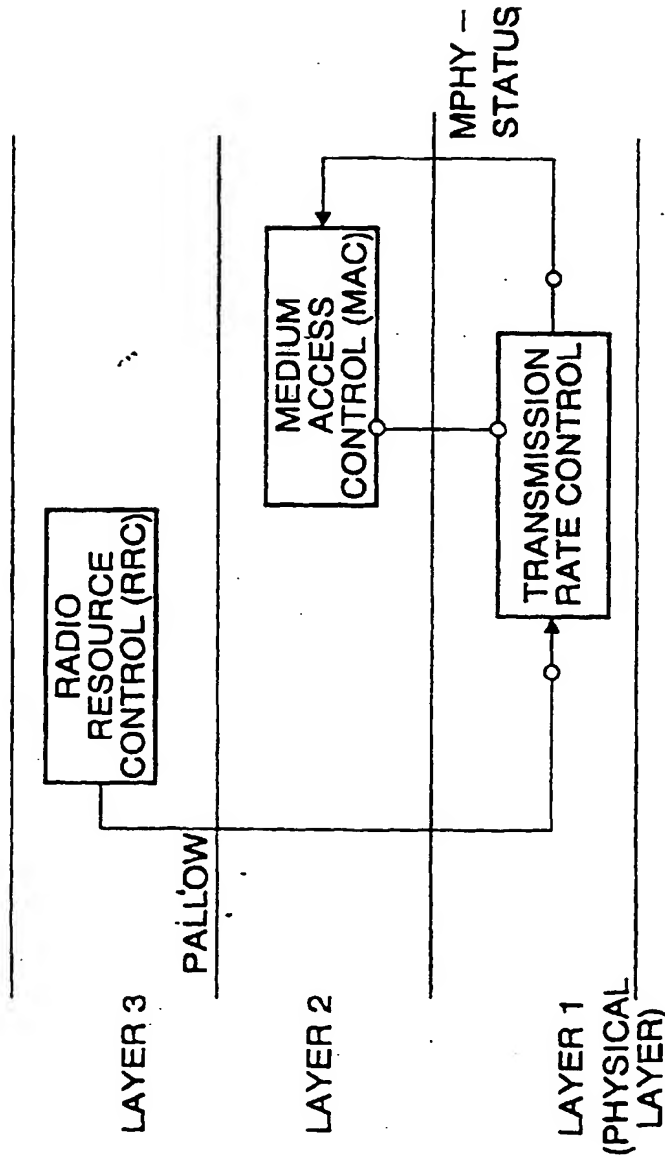 LAYER 3
RADIO
RESOURCE
CONTROL (RRC)
PALLOW
LAYER 2
MEDIUM
ACCESS
CONTROL (MAC)
MPHY –
STATUS
LAYER 1
(PHYSICAL
LAYER)
TRANSMISSION
RATE CONTROL